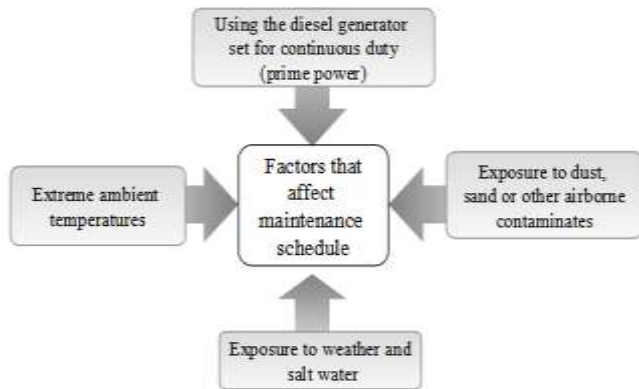 Using the diesel generator
set for continuous duty
(prime power)
Extreme ambient
temperatures
Factors that
affect
maintenance
schedule
Exposure to dust,
sand or other airborne
contaminates
Exposure to weather and
salt water